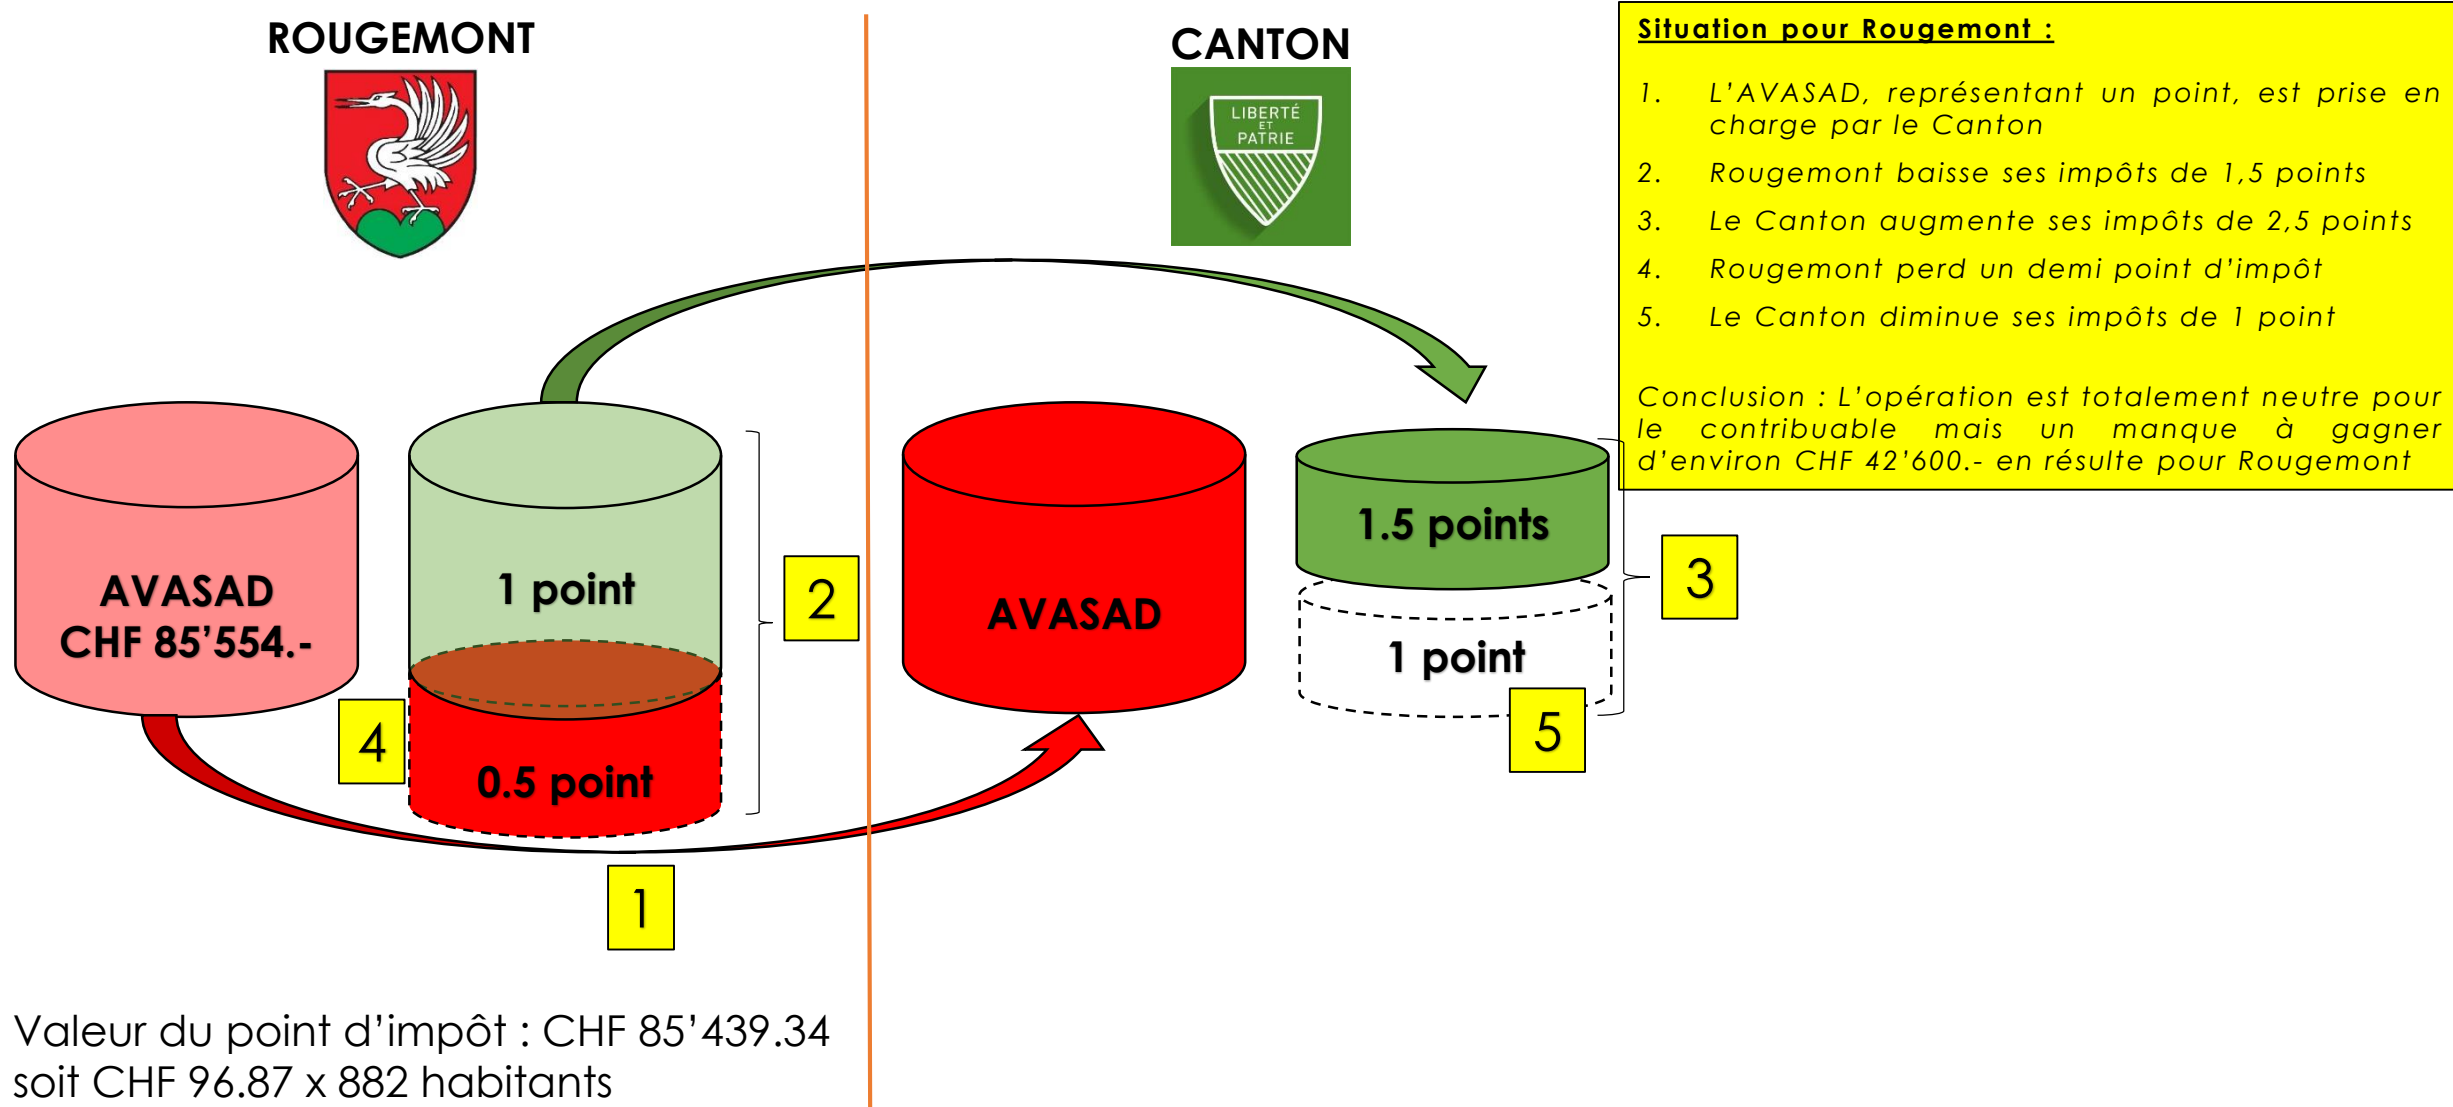 ROUGEMONT
CANTON
LIBERTÉ
ET
PATRIE
Situation pour Rougemont :
1. L’AVASAD, représentant un point, est prise en
charge par le Canton
2. Rougemont baisse ses impôts de 1,5 points
3. Le Canton augmente ses impôts de 2,5 points
4. Rougemont perd un demi point d’impôt
5. Le Canton diminue ses impôts de 1 point
Conclusion : L’opération est totalement neutre pour
le contribuable mais un manque à gagner
d’environ CHF 42’600.- en résulte pour Rougemont
AVASAD
CHF 85’554.-
1 point
0.5 point
2
4
1
AVASAD
1.5 points
1 point
3
5
Valeur du point d’impôt : CHF 85’439.34
soit CHF 96.87 x 882 habitants